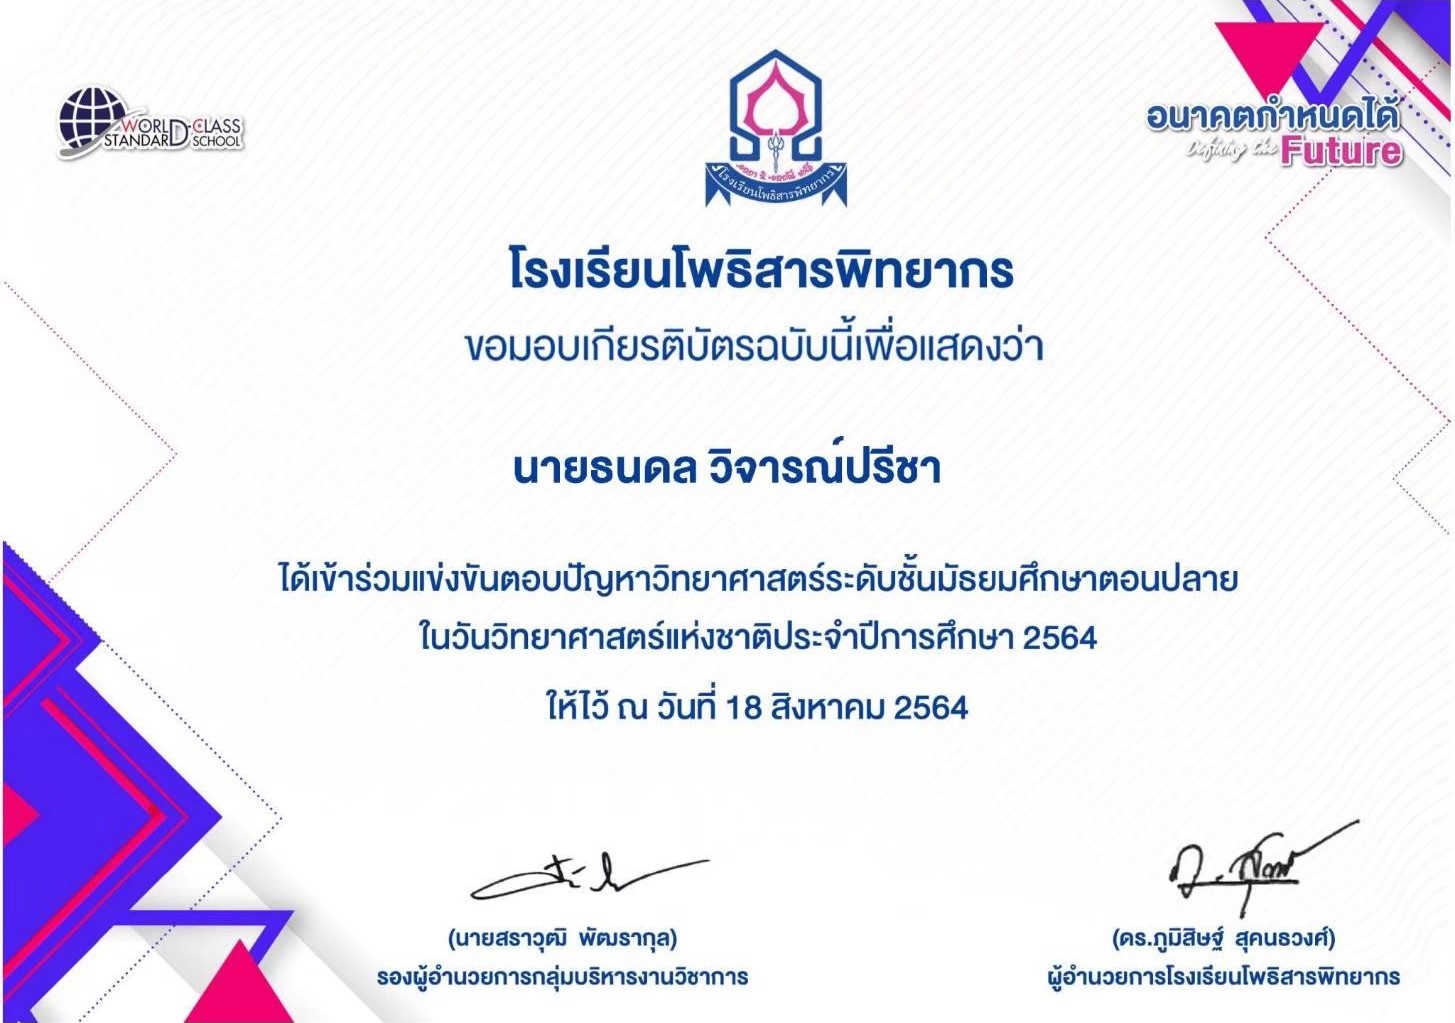 WORLD-CLASS
STANDARD SCHOOL
โรงเรียนโพธิสารพิทยากร
อนาคตกำหนดได้
Defining the Future
โรงเรียนโพธิสารพิทยากร
ขอมอบเกียรติบัตรฉบับนี้เพื่อแสดงว่า
นายธนดล วิจารณ์ปรีชา
ได้เข้าร่วมแข่งขันตอบปัญหาวิทยาศาสตร์ระดับชั้นมัธยมศึกษาตอนปลาย
ในวันวิทยาศาสตร์แห่งชาติประจำปีการศึกษา 2564
ให้ไว้ ณ วันที่ 18 สิงหาคม 2564
(นายสราวุฒิ พัฒรากุล)
รองผู้อำนวยการกลุ่มบริหารงานวิชาการ
(ดร.ภูมิสิษฐ์ สุคนธวงศ์)
ผู้อำนวยการโรงเรียนโพธิสารพิทยากร